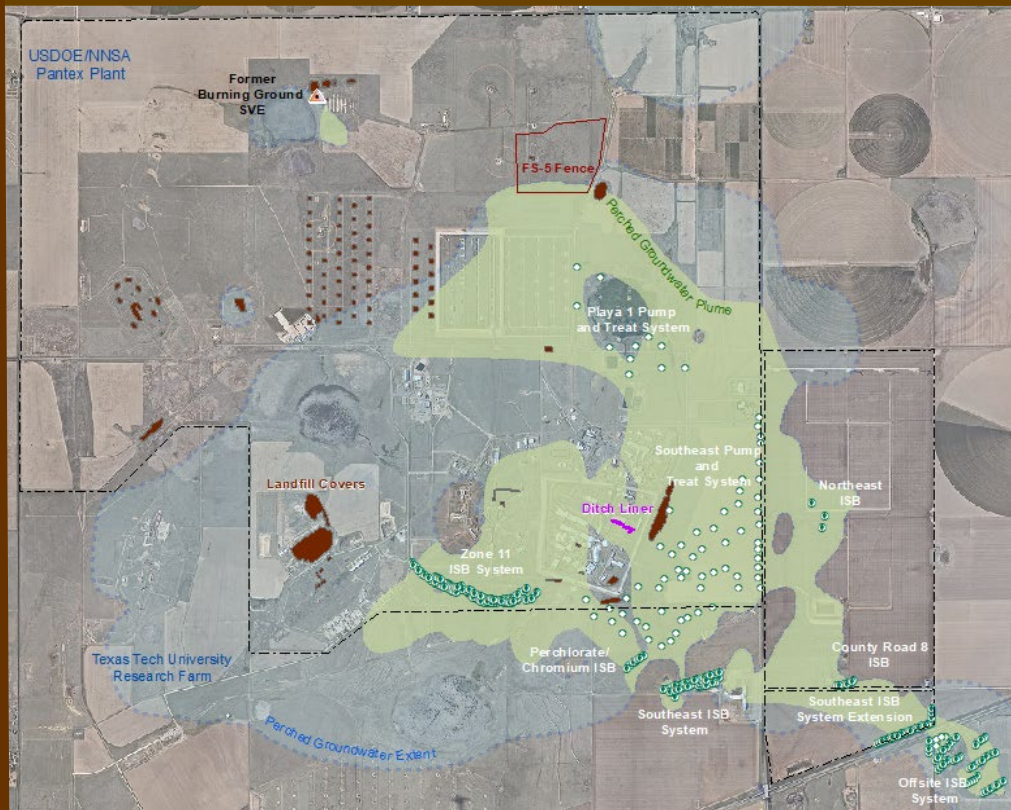 USDOE/NNSA
Pantex Plant
Former
Burning Ground
SVE
FS-5 Fence
Perched Groundwater Plume
Playa 1 Pump
and Treat System
Southeast Pump
and
Treat System
Landfill Covers
Ditch Liner
Northeast
ISB
Zone 11
ISB System
Perchlorate/
Chromium ISB
County Road 8
ISB
Texas Tech University
Research Farm
Southeast ISB
System
Southeast ISB
System Extension
Perched Groundwater Extent
Offsite ISB
System